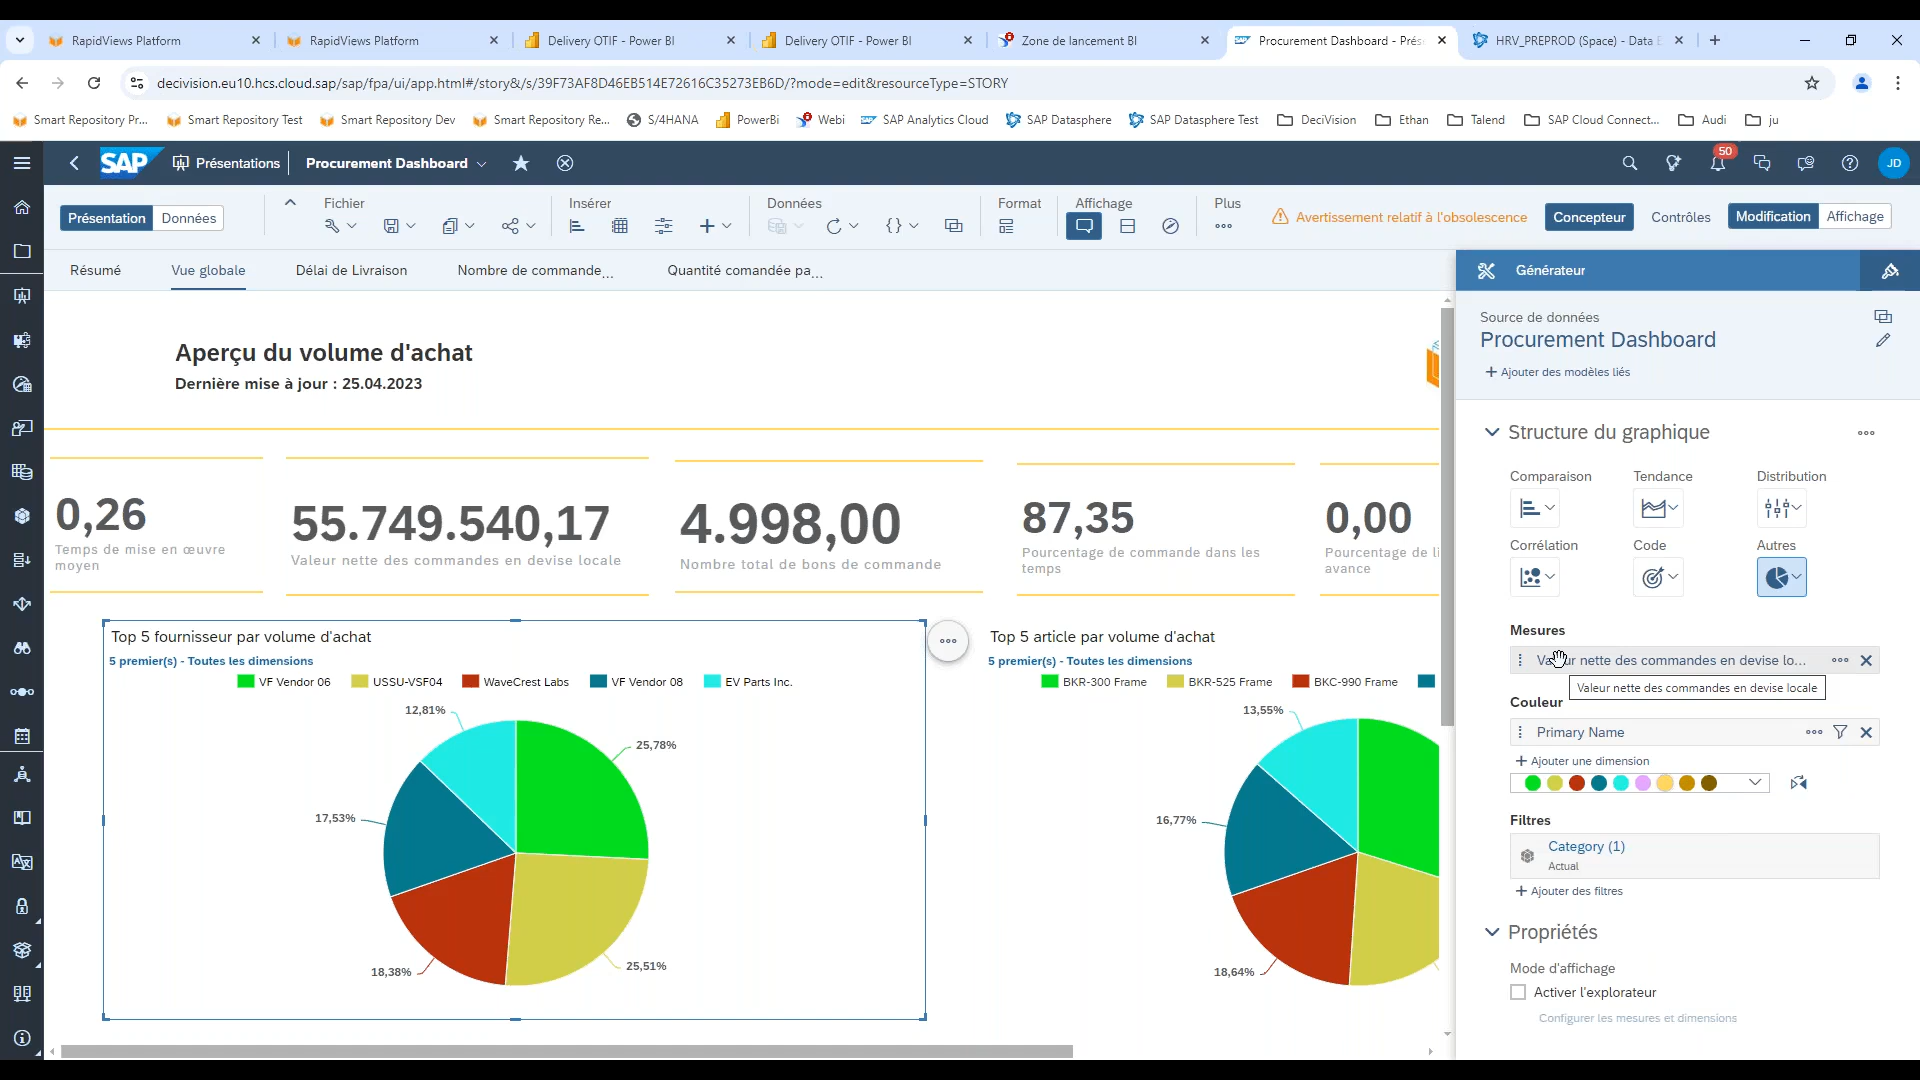 RapidViews Platform
RapidViews Platform
Delivery OTIF - Power BI
Delivery OTIF - Power BI
Zone de lancement BI
Procurement Dashboard - Prés
HRV_PREPROD (Space) - Data
decivision.eu10.hcs.cloud.sap/sap/fpa/ui/app.html#/story&/s/39F73AF8D46EB514E72616C35273EB6D/?mode=edit&resourceType=STORY
Smart Repository Pr...
Smart Repository Test
Smart Repository Dev
Smart Repository Re...
S/4HANA
PowerBi
Webi
SAP Analytics Cloud
SAP Datasphere
SAP Datasphere Test
DeciVision
Ethan
Talend
SAP Cloud Connect...
Audi
ju
SAP
Présentations
Procurement Dashboard
50
JD
Présentation
Données
Fichier
Insérer
Données
Format
Affichage
Plus
Avertissement relatif à l'obsolescence
Concepteur
Contrôles
Modification
Affichage
Résumé
Vue globale
Délai de Livraison
Nombre de commande...
Quantité comandée pa...
Générateur
Aperçu du volume d'achat
Dernière mise à jour : 25.04.2023
0,26
Temps de mise en œuvre
moyen
55.749.540,17
Valeur nette des commandes en devise locale
4.998,00
Nombre total de bons de commande
87,35
Pourcentage de commande dans les
temps
0,00
Pourcentage de li
avance
Top 5 fournisseur par volume d'achat
5 premier(s) - Toutes les dimensions
VF Vendor 06
USSU-VSF04
WaveCrest Labs
VF Vendor 08
EV Parts Inc.
12,81%
25,78%
17,53%
18,38%
25,51%
Top 5 article par volume d'achat
5 premier(s) - Toutes les dimensions
BKR-300 Frame
BKR-525 Frame
BKC-990 Frame
13,55%
16,77%
18,64%
Source de données
Procurement Dashboard
Ajouter des modèles liés
Structure du graphique
Comparaison
Tendance
Distribution
Corrélation
Code
Autres
Mesures
Valeur nette des commandes en devise lo...
Valeur nette des commandes en devise locale
Couleur
Primary Name
Ajouter une dimension
Filtres
Category (1)
Actual
Ajouter des filtres
Propriétés
Mode d'affichage
Activer l'explorateur
Configurer les mesures et dimensions